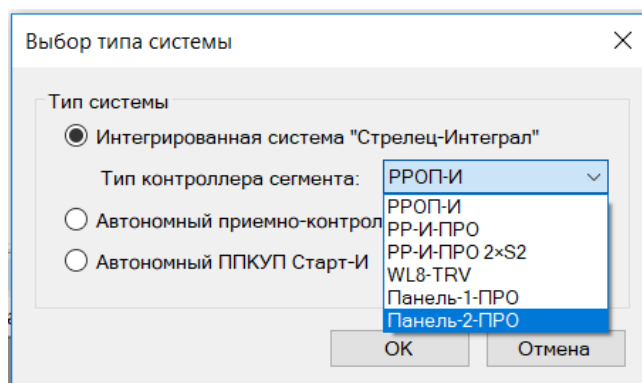 Выбор типа системы
Тип системы
Интегрированная система "Стрелец-Интеграл"
Тип контроллера сегмента: РРОП-И
РРОП-И
Автономный приемно-контрол
РР-И-ПРО
РР-И-ПРО 2×S2
Автономный ППКУП Старт-И
WL8-TRV
Панель-1-ПРО
Панель-2-ПРО
OK Отмена